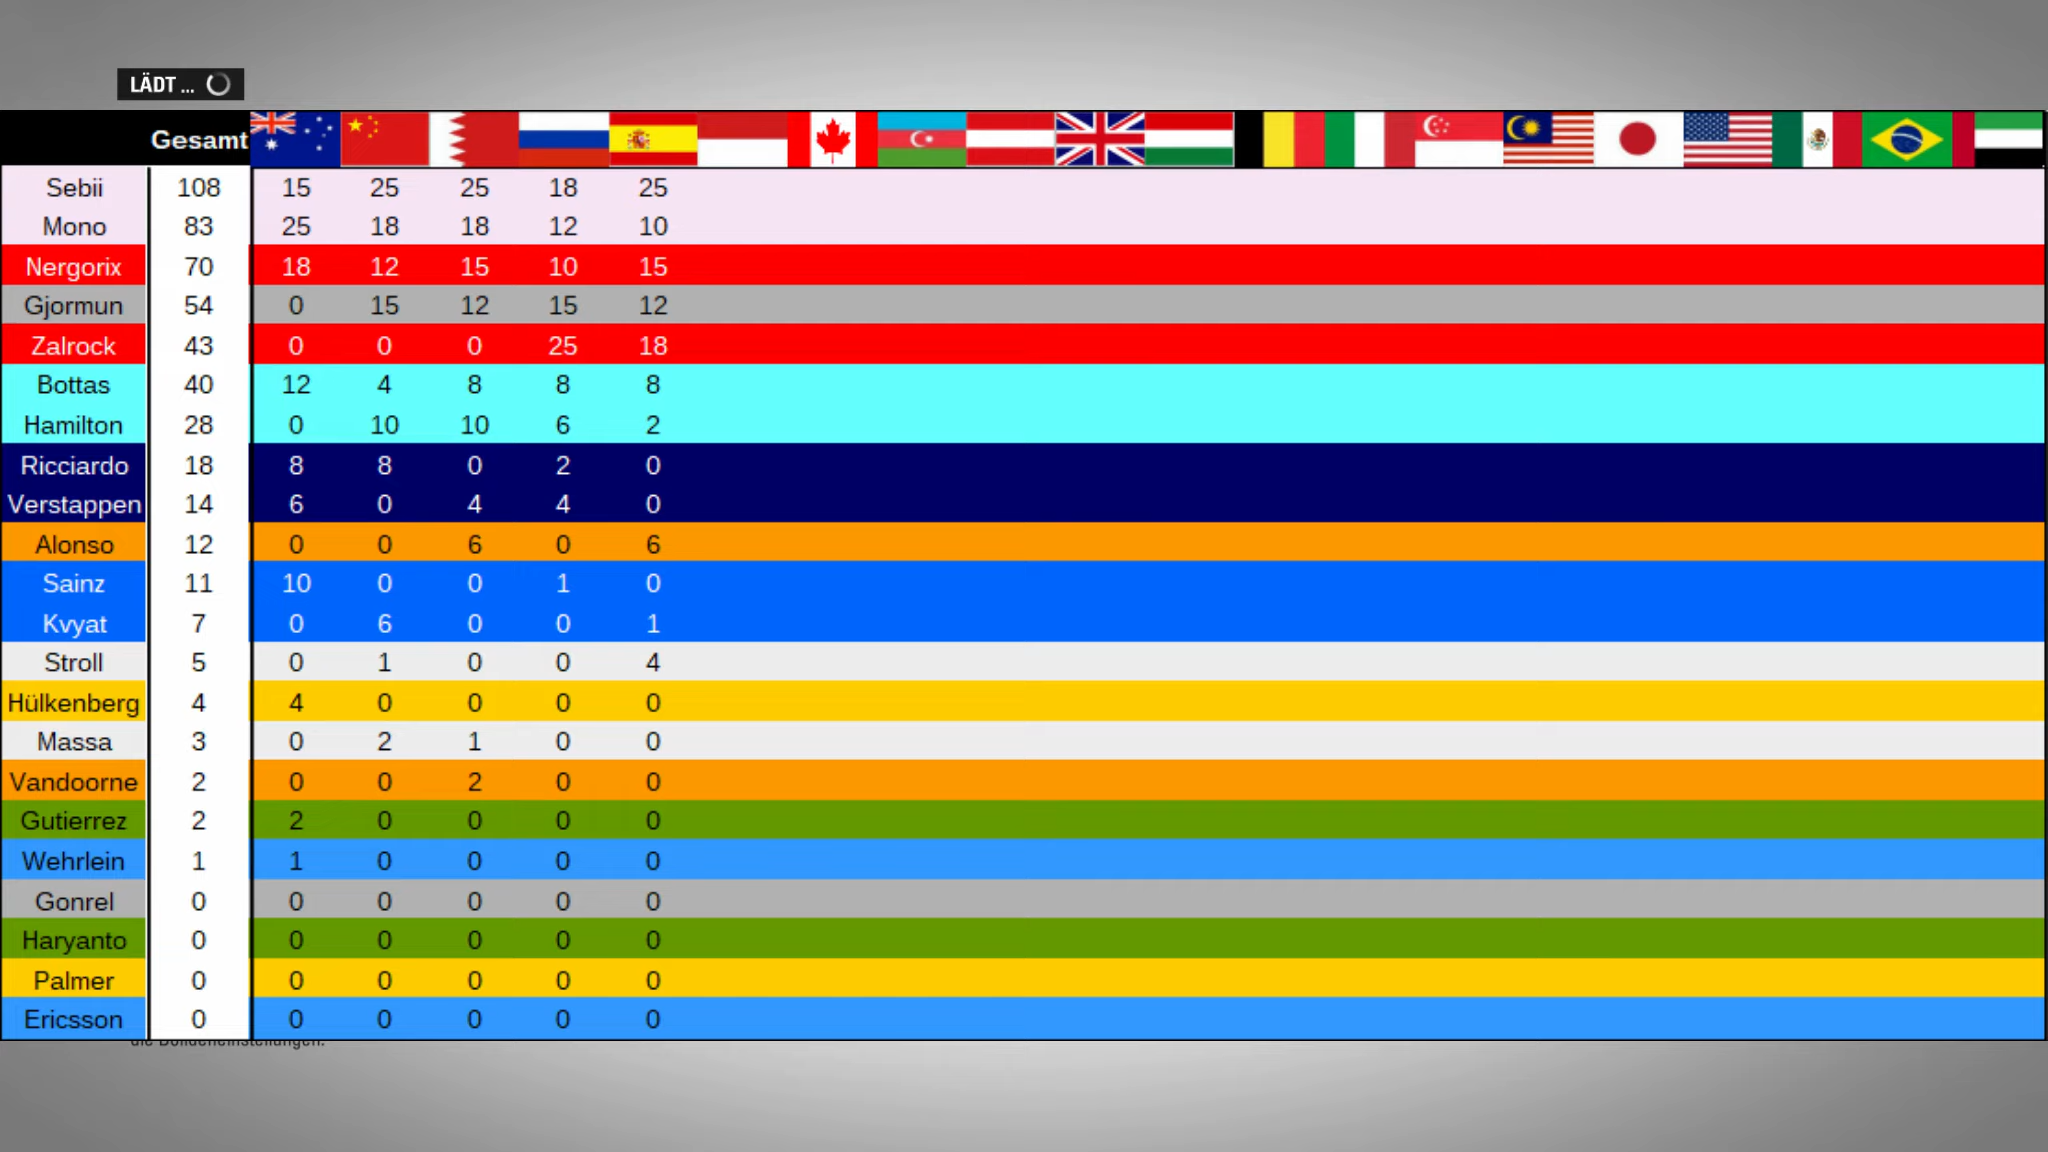 LÄDT ...
Gesamt
Sebii 108 15 25 25 18 25
Mono 83 25 18 18 12 10
Nergorix 70 18 12 15 10 15
Gjormun 54 0 15 12 15 12
Zalrock 43 0 0 0 25 18
Bottas 40 12 4 8 8 8
Hamilton 28 0 10 10 6 2
Ricciardo 18 8 8 0 2 0
Verstappen 14 6 0 4 4 0
Alonso 12 0 0 6 0 6
Sainz 11 10 0 0 1 0
Kvyat 7 0 6 0 0 1
Stroll 5 0 1 0 0 4
Hülkenberg 4 4 0 0 0 0
Massa 3 0 2 1 0 0
Vandoorne 2 0 0 2 0 0
Gutierrez 2 2 0 0 0 0
Wehrlein 1 1 0 0 0 0
Gonrel 0 0 0 0 0 0
Haryanto 0 0 0 0 0 0
Palmer 0 0 0 0 0 0
Ericsson 0 0 0 0 0 0